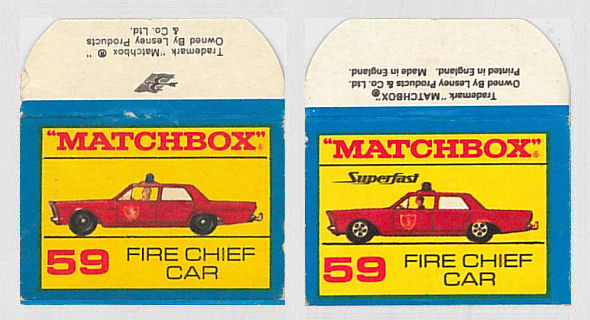 Trademark "Matchbox" ®
Owned By Lesney Products
& Co. Ltd.
"MATCHBOX"®
59 FIRE CHIEF
CAR
Trademark "MATCHBOX"®
Owned By Lesney Products & Co. Ltd.
Printed in England. Made in England.
"MATCHBOX"®
Superfast
59 FIRE CHIEF
CAR